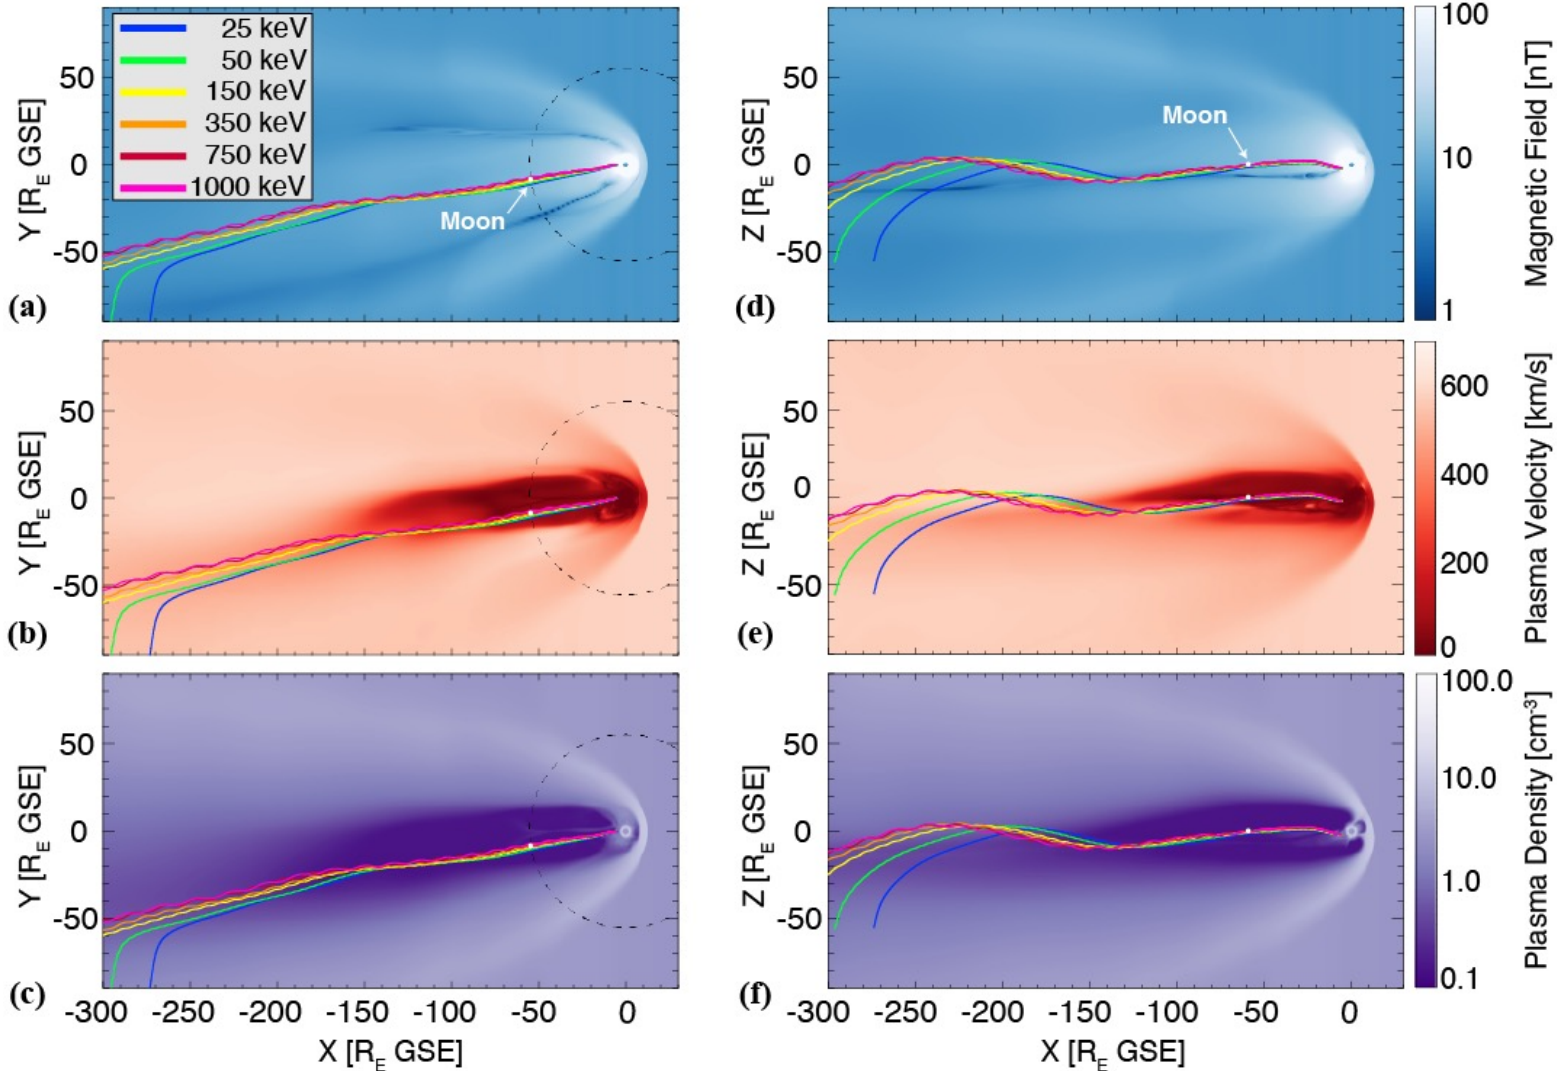 25 keV
50 keV
150 keV
350 keV
750 keV
1000 keV
Moon
50
0
-50
Y [R_E GSE]
(a)
Moon
50
0
-50
Z [R_E GSE]
(d)
100
10
1
Magnetic Field [nT]
50
0
-50
Y [R_E GSE]
(b)
50
0
-50
Z [R_E GSE]
(e)
600
400
200
0
Plasma Velocity [km/s]
50
0
-50
Y [R_E GSE]
(c)
-300 -250 -200 -150 -100 -50 0
X [R_E GSE]
50
0
-50
Z [R_E GSE]
(f)
-300 -250 -200 -150 -100 -50 0
X [R_E GSE]
100.0
10.0
1.0
0.1
Plasma Density [cm⁻³]